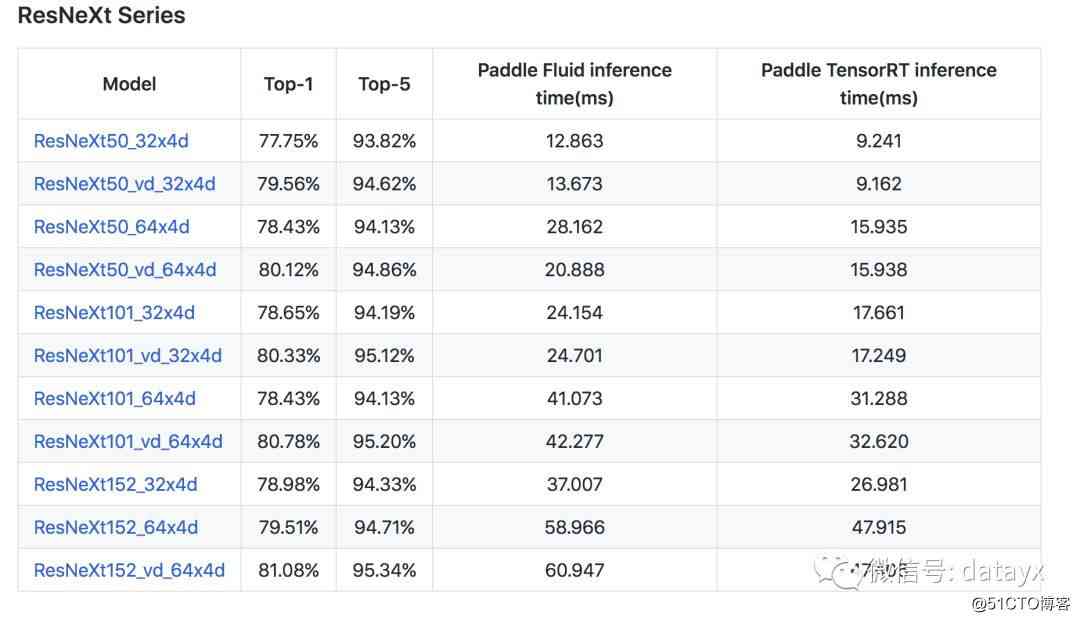 ResNeXt Series
Model Top-1 Top-5 Paddle Fluid inference time(ms) Paddle TensorRT inference time(ms)
ResNeXt50_32x4d 77.75% 93.82% 12.863 9.241
ResNeXt50_vd_32x4d 79.56% 94.62% 13.673 9.162
ResNeXt50_64x4d 78.43% 94.13% 28.162 15.935
ResNeXt50_vd_64x4d 80.12% 94.86% 20.888 15.938
ResNeXt101_32x4d 78.65% 94.19% 24.154 17.661
ResNeXt101_vd_32x4d 80.33% 95.12% 24.701 17.249
ResNeXt101_64x4d 78.43% 94.13% 41.073 31.288
ResNeXt101_vd_64x4d 80.78% 95.20% 42.277 32.620
ResNeXt152_32x4d 78.98% 94.33% 37.007 26.981
ResNeXt152_64x4d 79.51% 94.71% 58.966 47.915
ResNeXt152_vd_64x4d 81.08% 95.34% 60.947
微信号: datayx
@51CTO博客